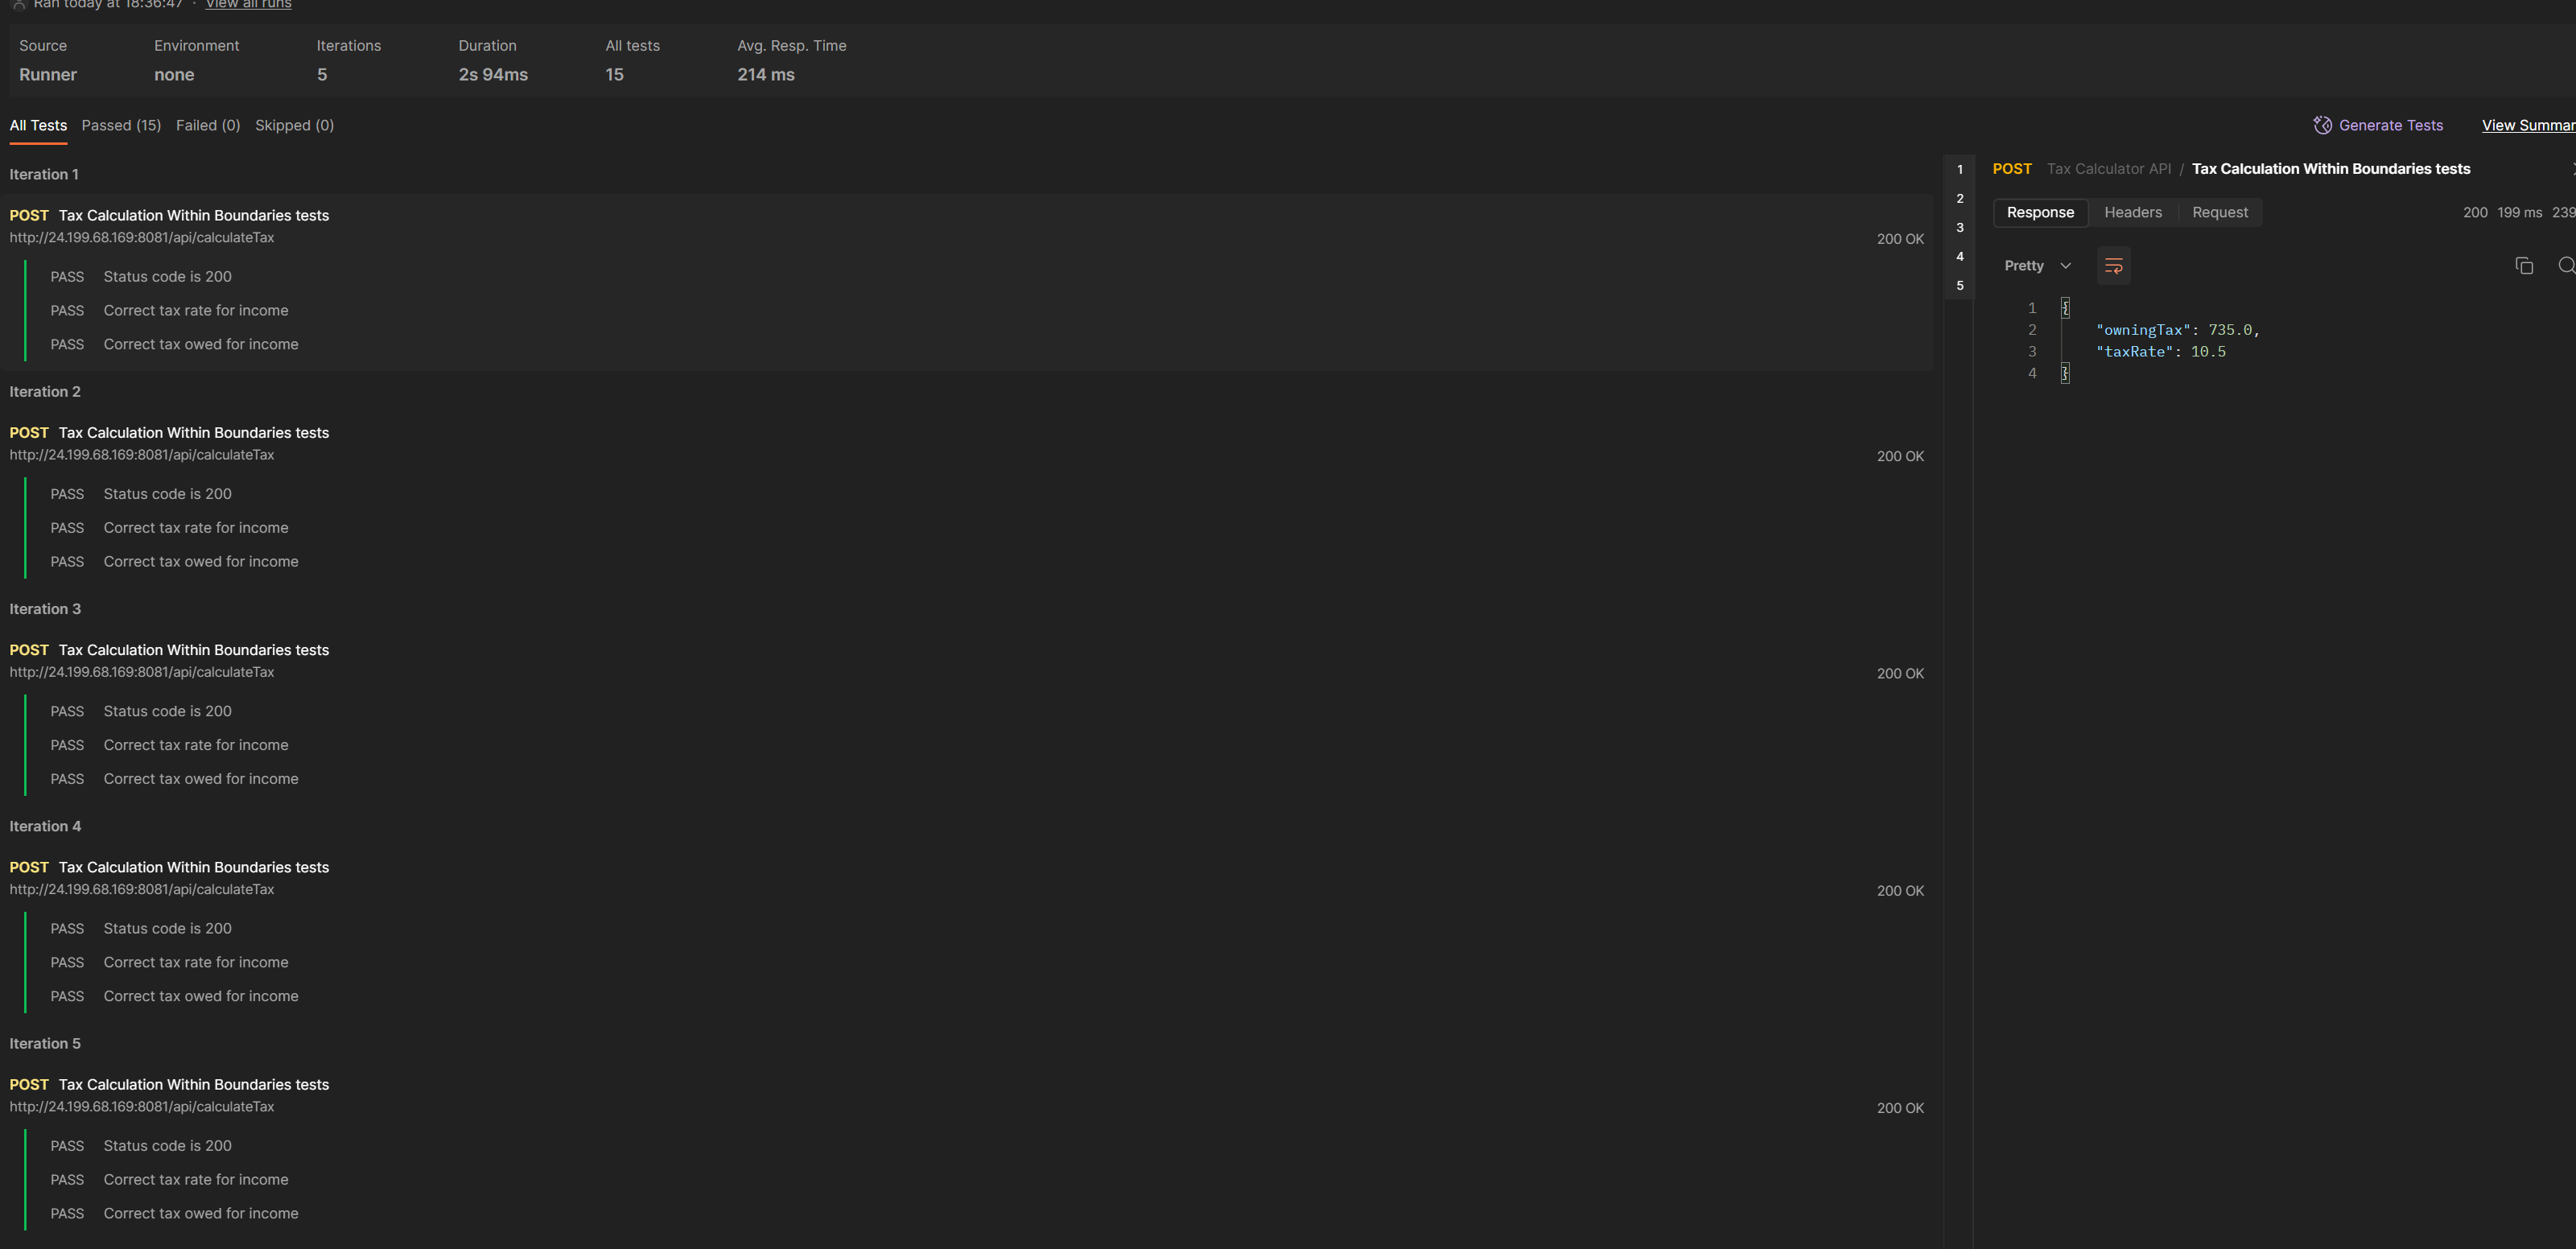 Ran today at 18:36:47 · View all runs
Source Environment Iterations Duration All tests Avg. Resp. Time
Runner none 5 2s 94ms 15 214 ms
All Tests Passed (15) Failed (0) Skipped (0)
Generate Tests View Summar
Iteration 1
POST Tax Calculation Within Boundaries tests
http://24.199.68.169:8081/api/calculateTax
200 OK
PASS Status code is 200
PASS Correct tax rate for income
PASS Correct tax owed for income
Iteration 2
POST Tax Calculation Within Boundaries tests
http://24.199.68.169:8081/api/calculateTax
200 OK
PASS Status code is 200
PASS Correct tax rate for income
PASS Correct tax owed for income
Iteration 3
POST Tax Calculation Within Boundaries tests
http://24.199.68.169:8081/api/calculateTax
200 OK
PASS Status code is 200
PASS Correct tax rate for income
PASS Correct tax owed for income
Iteration 4
POST Tax Calculation Within Boundaries tests
http://24.199.68.169:8081/api/calculateTax
200 OK
PASS Status code is 200
PASS Correct tax rate for income
PASS Correct tax owed for income
Iteration 5
POST Tax Calculation Within Boundaries tests
http://24.199.68.169:8081/api/calculateTax
200 OK
PASS Status code is 200
PASS Correct tax rate for income
PASS Correct tax owed for income
1
2
3
4
5
POST Tax Calculator API / Tax Calculation Within Boundaries tests
Response Headers Request 200 199 ms 239
Pretty
1 {
2 "owningTax": 735.0,
3 "taxRate": 10.5
4 }